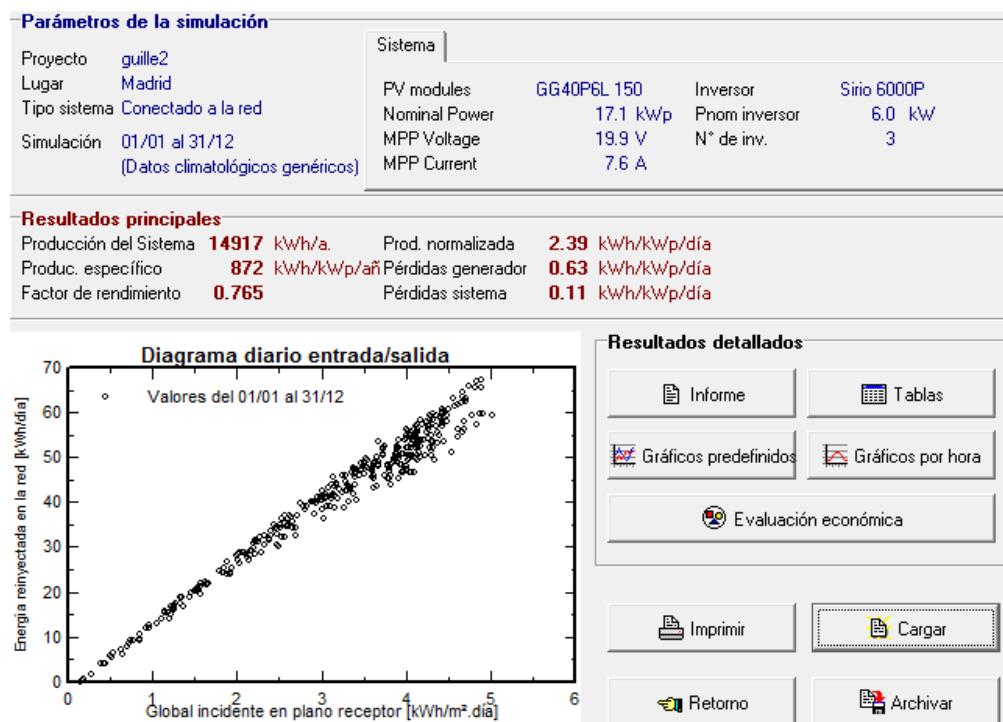 Parámetros de la simulación
Proyecto guille2
Lugar Madrid
Tipo sistema Conectado a la red
Simulación 01/01 al 31/12
(Datos climatológicos genéricos)
Sistema
PV modules GG40P6L 150 Inversor Sirio 6000P
Nominal Power 17.1 kWp Pnom inversor 6.0 kW
MPP Voltage 19.9 V N° de inv. 3
MPP Current 7.6 A
Resultados principales
Producción del Sistema 14917 kWh/a. Prod. normalizada 2.39 kWh/kWp/día
Produc. específico 872 kWh/kWp/añ Pérdidas generador 0.63 kWh/kWp/día
Factor de rendimiento 0.765 Pérdidas sistema 0.11 kWh/kWp/día
Diagrama diario entrada/salida
Valores del 01/01 al 31/12
Energía reinyectada en la red [kWh/día]
70
60
50
40
30
20
10
0
0 1 2 3 4 5 6
Global incidente en plano receptor [kWh/m².día]
Resultados detallados
Informe Tablas
Gráficos predefinidos Gráficos por hora
Evaluación económica
Imprimir Cargar
Retorno Archivar